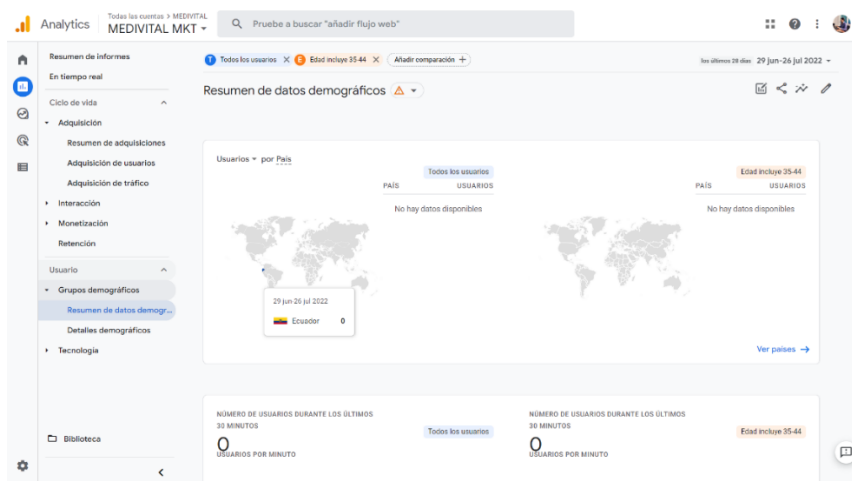 Analytics
Todas las cuentas > MEDIVITAL
MEDIVITAL MKT
Pruebe a buscar "añadir flujo web"
Resumen de informes
En tiempo real
Ciclo de vida
Adquisición
Resumen de adquisiciones
Adquisición de usuarios
Adquisición de tráfico
Interacción
Monetización
Retención
Usuario
Grupos demográficos
Resumen de datos demogr...
Detalles demográficos
Tecnología
Biblioteca
T Todos los usuarios
E Edad incluye 35-44
Añadir comparación +
los últimos 28 días 29 jun-26 jul 2022
Resumen de datos demográficos
Usuarios por País
Todos los usuarios
PAÍS USUARIOS
No hay datos disponibles
29 jun-26 jul 2022
Ecuador 0
Edad incluye 35-44
PAÍS USUARIOS
No hay datos disponibles
Ver países →
NÚMERO DE USUARIOS DURANTE LOS ÚLTIMOS
30 MINUTOS
Todos los usuarios
0
USUARIOS POR MINUTO
NÚMERO DE USUARIOS DURANTE LOS ÚLTIMOS
30 MINUTOS
Edad incluye 35-44
0
USUARIOS POR MINUTO